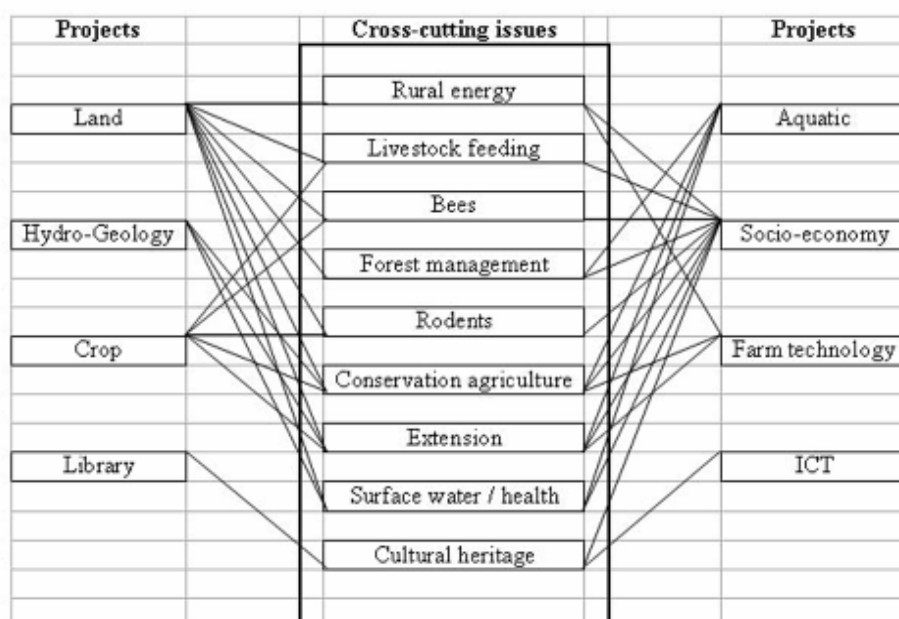 Projects Cross-cutting issues Projects
Rural energy
Land Aquatic
Livestock feeding
Bees
Hydro-Geology Socio-economy
Forest management
Rodents
Crop Farm technology
Conservation agriculture
Extension
Library ICT
Surface water / health
Cultural heritage